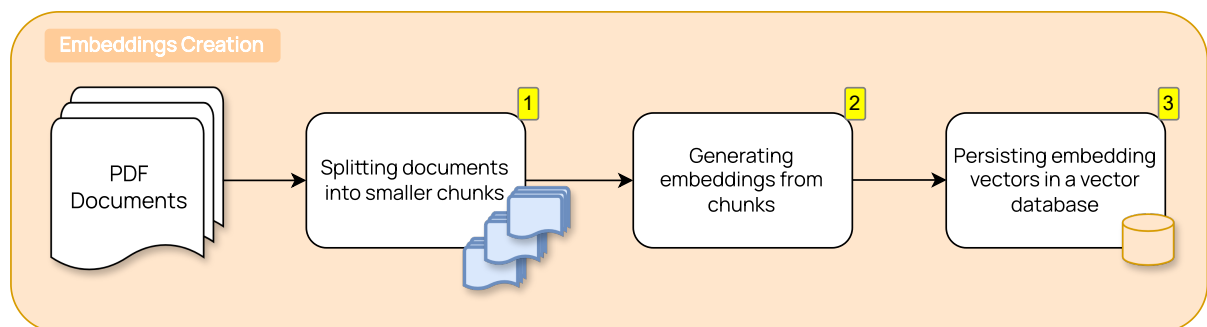 Embeddings Creation
PDF
Documents
1
Splitting documents
into smaller chunks
2
Generating
embeddings from
chunks
3
Persisting embedding
vectors in a vector
database